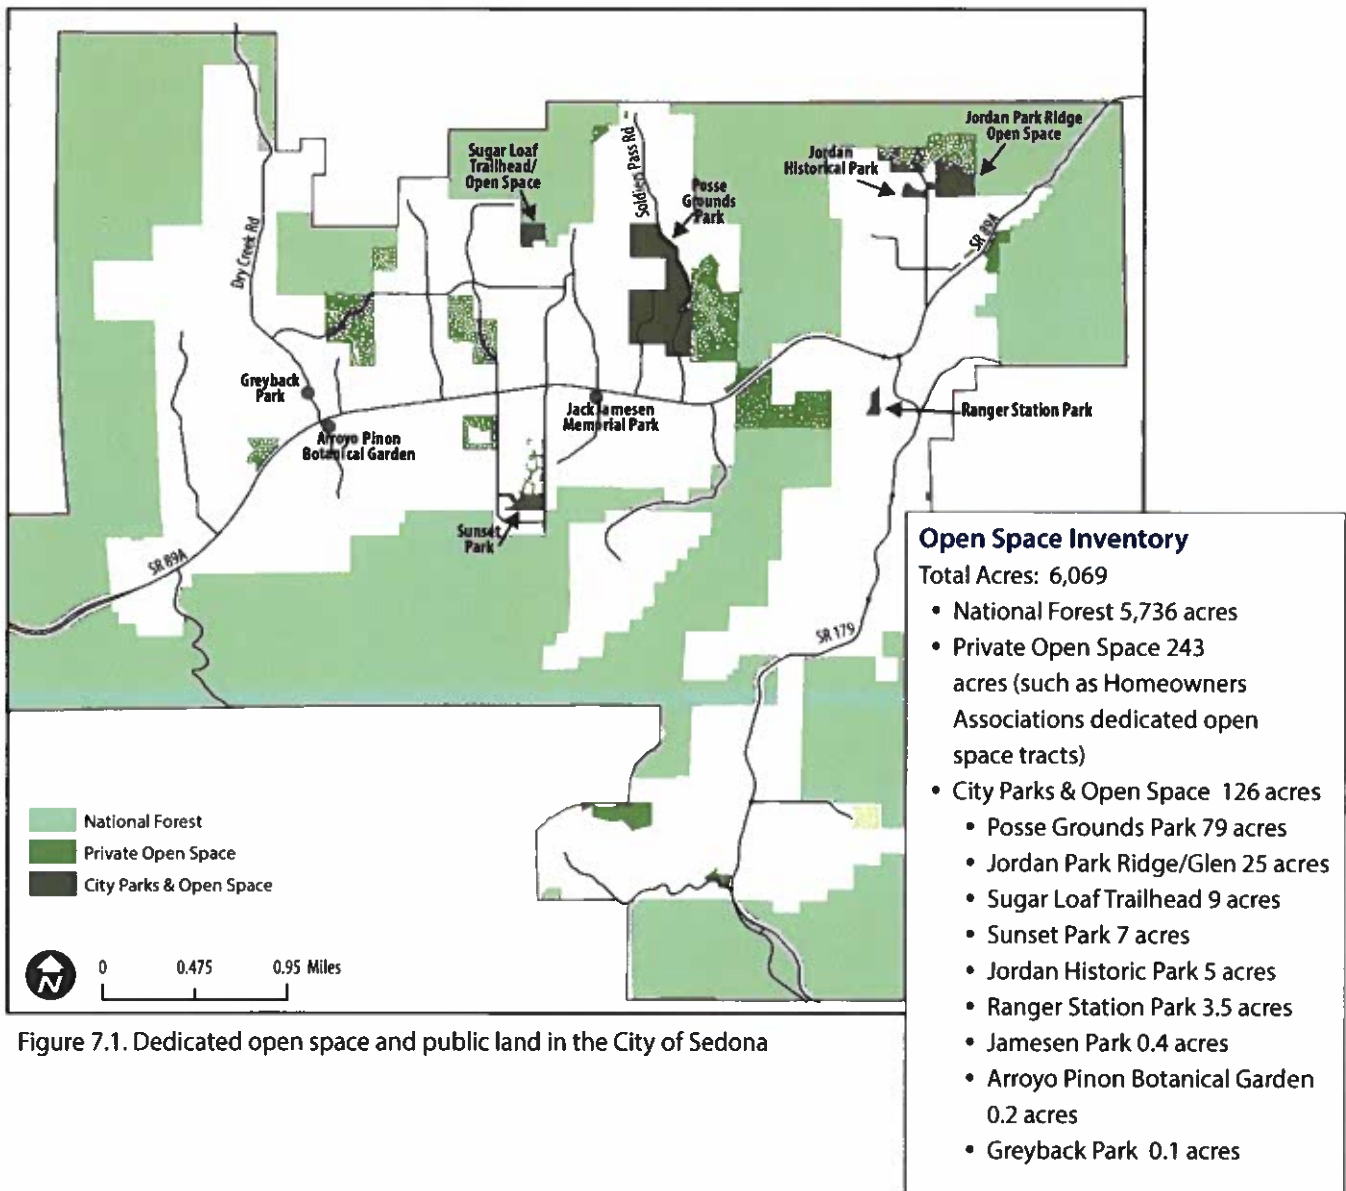 Jordan Park Ridge
Open Space
Sugar Loaf
Trailhead/
Open Space
Soldiers Pass Rd
Jordan
Historical Park
Posse
Grounds
Park
Dry Creek Rd
SR 89A
Greyback
Park
Jack Jamesen
Memorial Park
Ranger Station Park
Arroyo Pinon
Botanical Garden
Sunset
Park
SR 89A
SR 179
National Forest
Private Open Space
City Parks & Open Space
N
0 0.475 0.95 Miles
Figure 7.1. Dedicated open space and public land in the City of Sedona
Open Space Inventory
Total Acres: 6,069
• National Forest 5,736 acres
• Private Open Space 243
acres (such as Homeowners
Associations dedicated open
space tracts)
• City Parks & Open Space 126 acres
• Posse Grounds Park 79 acres
• Jordan Park Ridge/Glen 25 acres
• Sugar Loaf Trailhead 9 acres
• Sunset Park 7 acres
• Jordan Historic Park 5 acres
• Ranger Station Park 3.5 acres
• Jamesen Park 0.4 acres
• Arroyo Pinon Botanical Garden
0.2 acres
• Greyback Park 0.1 acres